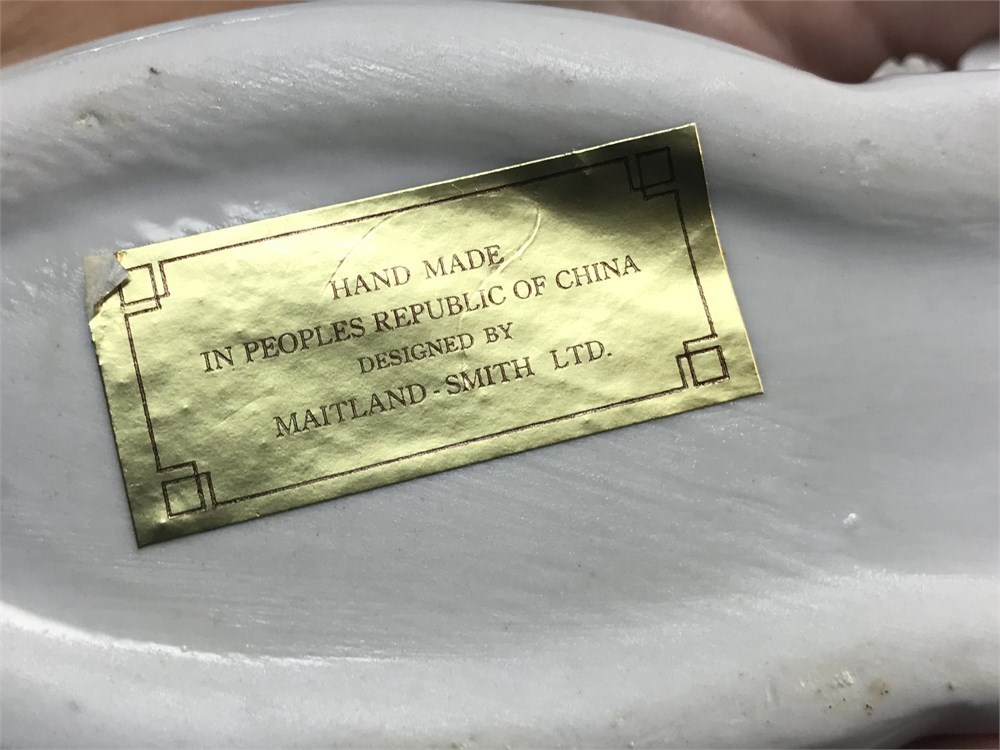 HAND MADE
IN PEOPLES REPUBLIC OF CHINA
DESIGNED BY
MAITLAND-SMITH LTD.